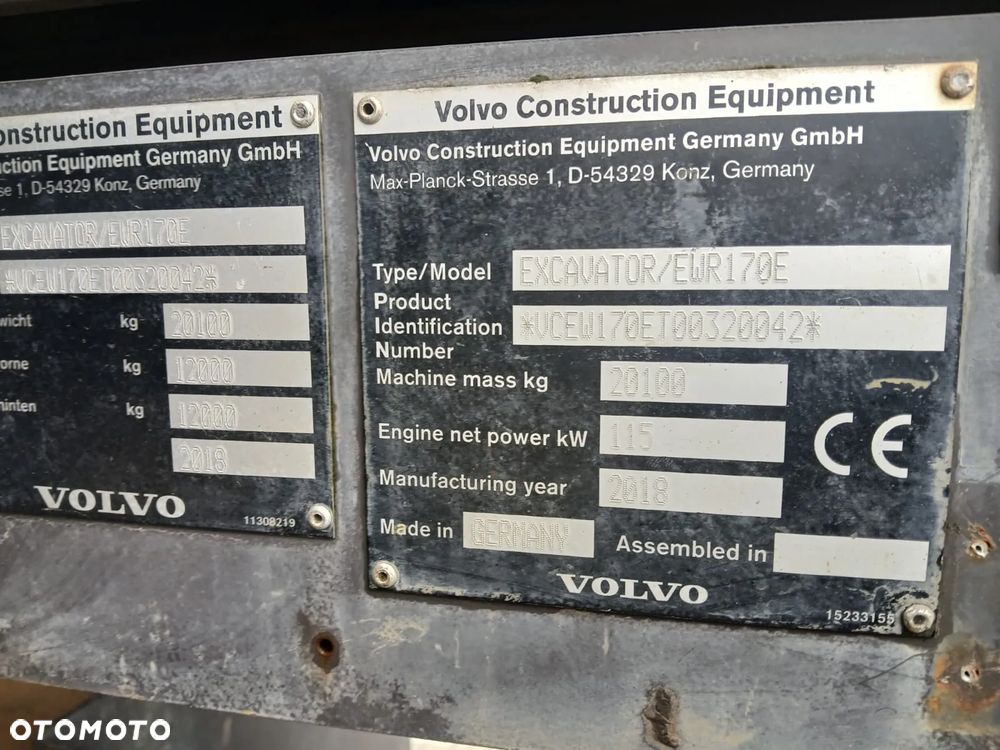 onstruction Equipment
ction Equipment Germany GmbH
se 1, D-54329 Konz, Germany
EXCAVATOR/EWR170E
*VCEW170ET00320042*
wicht kg 20100
orne kg 12000
hinten kg 12000
2018
VOLVO
11308219
Volvo Construction Equipment
Volvo Construction Equipment Germany GmbH
Max-Planck-Strasse 1, D-54329 Konz, Germany
Type/Model EXCAVATOR/EWR170E
Product
Identification *VCEW170ET00320042*
Number
Machine mass kg 20100
Engine net power kW 115
Manufacturing year 2018
Made in GERMANY Assembled in
CE
VOLVO
15233155
OTOMOTO